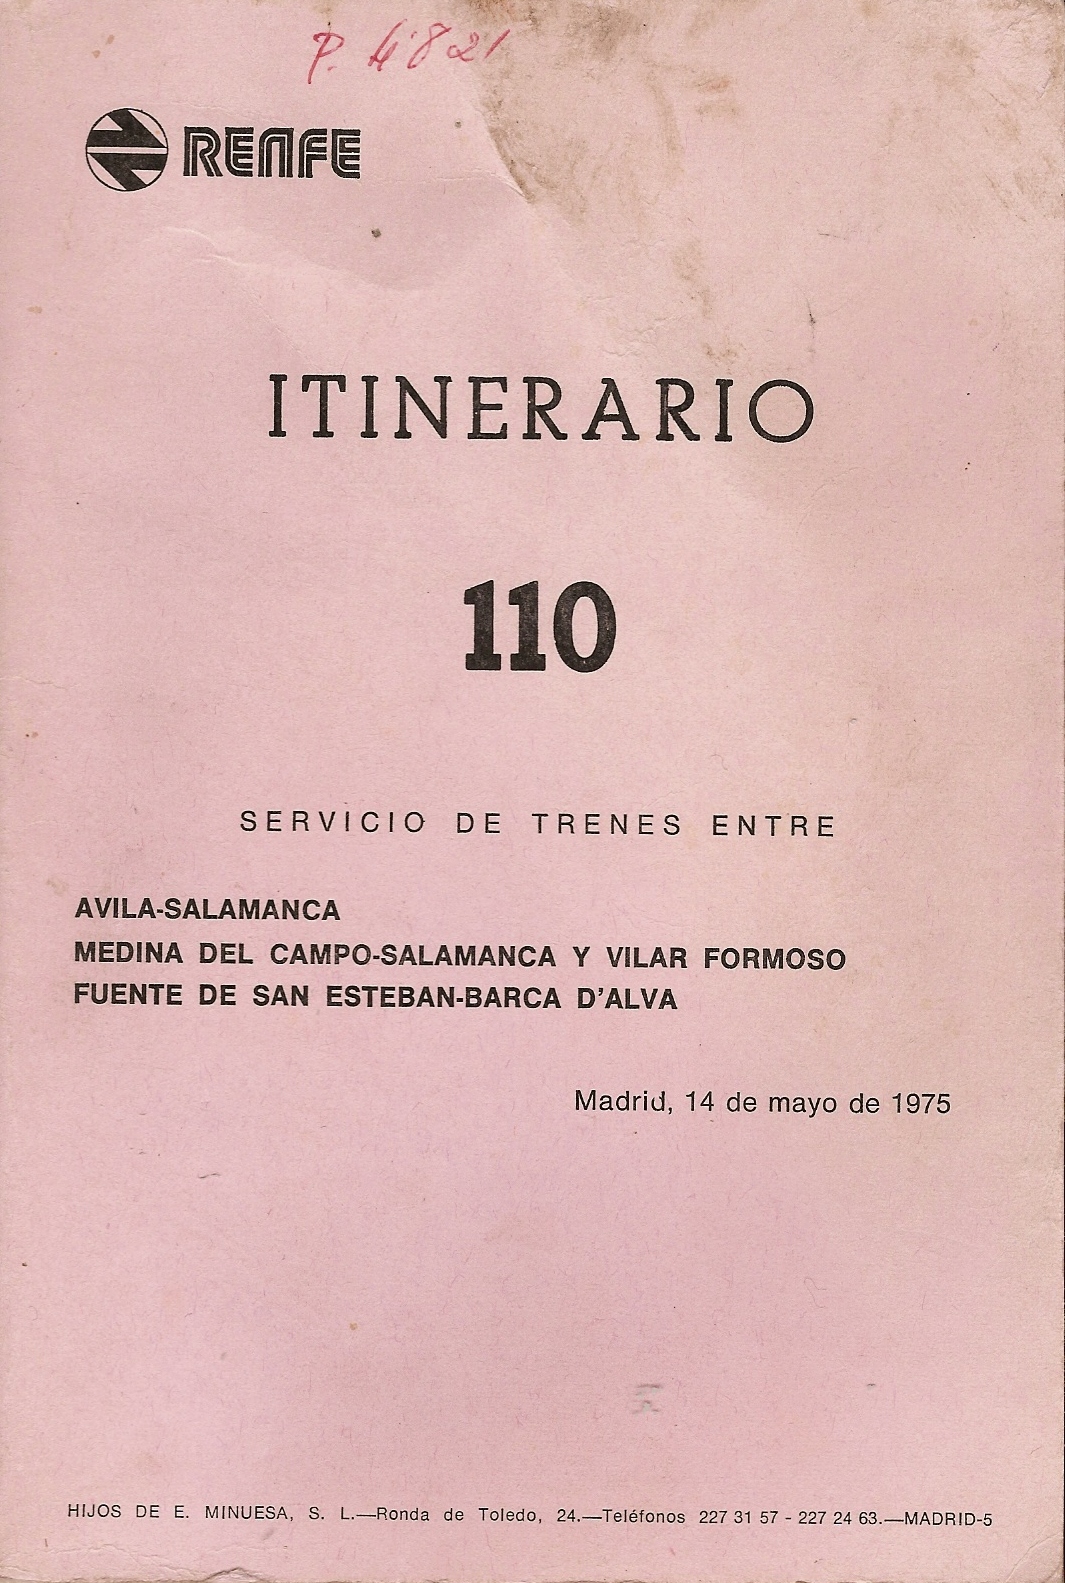 P. 4821
RENFE
ITINERARIO
110
SERVICIO DE TRENES ENTRE
AVILA-SALAMANCA
MEDINA DEL CAMPO-SALAMANCA Y VILAR FORMOSO
FUENTE DE SAN ESTEBAN-BARCA D'ALVA
Madrid, 14 de mayo de 1975
HIJOS DE E. MINUESA, S. L.—Ronda de Toledo, 24.—Teléfonos 227 31 57 - 227 24 63.—MADRID-5